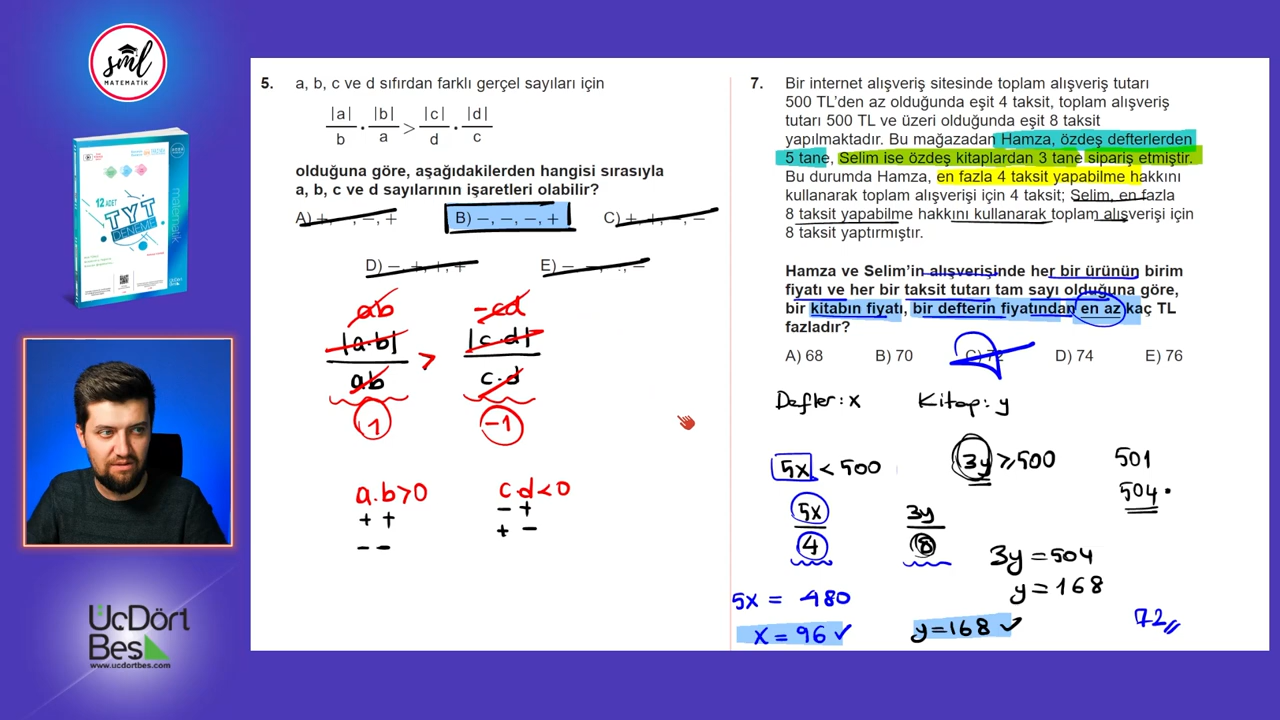 sml
MATEMATİK
12 ADET
TYT
DENEME
matematik
ÜcDört
Bes
www.ucdortbes.com
5. a, b, c ve d sıfırdan farklı gerçel sayıları için
|a|/b · |b|/a > |c|/d · |d|/c
olduğuna göre, aşağıdakilerden hangisi sırasıyla
a, b, c ve d sayılarının işaretleri olabilir?
A) +, –, –, + B) –, –, –, + C) +, +, –, –
D) –, +, +, + E) – –, , –
ab -cd
|a.b| > |c.d|
ab c.d
1 -1
a.b>0 c.d<0
+ + - +
- - + -
7. Bir internet alışveriş sitesinde toplam alışveriş tutarı
500 TL'den az olduğunda eşit 4 taksit, toplam alışveriş
tutarı 500 TL ve üzeri olduğunda eşit 8 taksit
yapılmaktadır. Bu mağazadan Hamza, özdeş defterlerden
5 tane, Selim ise özdeş kitaplardan 3 tane sipariş etmiştir.
Bu durumda Hamza, en fazla 4 taksit yapabilme hakkını
kullanarak toplam alışverişi için 4 taksit; Selim, en fazla
8 taksit yapabilme hakkını kullanarak toplam alışverişi için
8 taksit yaptırmıştır.
Hamza ve Selim'in alışverişinde her bir ürünün birim
fiyatı ve her bir taksit tutarı tam sayı olduğuna göre,
bir kitabın fiyatı, bir defterin fiyatından en az kaç TL
fazladır?
A) 68 B) 70 C) 72 D) 74 E) 76
Defter: x Kitap: y
5x < 500 3y ≥ 500 501
504
5x/4 3y/8
3y = 504
y = 168
5x = 480
x = 96 ✓ y=168 ✓ 72